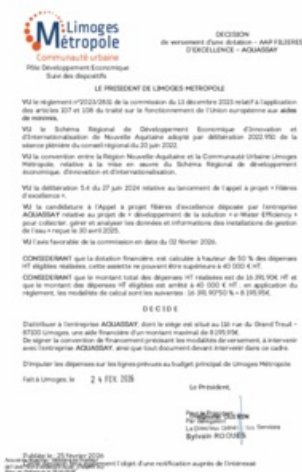 Limoges
Métropole
Communauté urbaine
Pôle Développement Economique
Suivi des dispositifs
DECISION
de versement d'une dotation - AAP FILIERES
D'EXCELLENCE - AQUASSAY
LE PRESIDENT DE LIMOGES METROPOLE
VU le règlement n°2023/2831 de la commission du 13 décembre 2023 relatif à l'application
des articles 107 et 108 du traité sur le fonctionnement de l'Union européenne aux aides
de minimis,
VU le Schéma Régional de Développement Economique d'Innovation et
d'Internationalisation de Nouvelle Aquitaine adopté par délibération 2022.950 de la
séance plénière du conseil régional du 20 juin 2022,
VU la convention entre la Région Nouvelle-Aquitaine et la Communauté Urbaine Limoges
Métropole, relative à la mise en œuvre du Schéma Régional de développement
économique, d'innovation et d'internationalisation,
VU la délibération 5.4 du 27 juin 2024 relative au lancement de l'appel à projet « filières
d'excellence »,
VU la candidature à l'Appel à projet filières d'excellence déposée par l'entreprise
AQUASSAY relative au projet de « développement de la solution « e-Water Efficiency »
pour collecter, gérer et analyser les données et informations des installations de gestion
de l'eau » reçue le 30 avril 2025,
VU l'avis favorable de la commission en date du 02 février 2026,
CONSIDERANT que la dotation financière, est calculée à hauteur de 50 % des dépenses
HT éligibles réalisées, cette assiette ne pouvant être supérieure à 40 000 € HT,
CONSIDERANT que le montant total des dépenses HT réalisées est de 16 391,90€ HT et
que le montant des dépenses HT éligibles est arrêté à 40 000 € HT, en application du
règlement, les modalités de calcul sont les suivantes : 16 391,90*50 % = 8 195,95€,
DECIDE
D'attribuer à l'entreprise AQUASSAY, dont le siège est situé au 116 rue du Grand Treuil -
87100 Limoges, une aide financière d'un montant maximal de 8 195,95€.
De signer la convention de financement précisant les modalités de versement, à intervenir
avec l'entreprise AQUASSAY, ainsi que tout document devant intervenir dans ce cadre.
D'imputer les dépenses sur les lignes prévues au budget principal de Limoges Métropole.
Fait à Limoges, le 24 FEV. 2026
Le Président,
Par délégation
Sylvain ROQUES
Publiée le : 25 février 2026
l'objet d'une notification auprès de l'intéressé